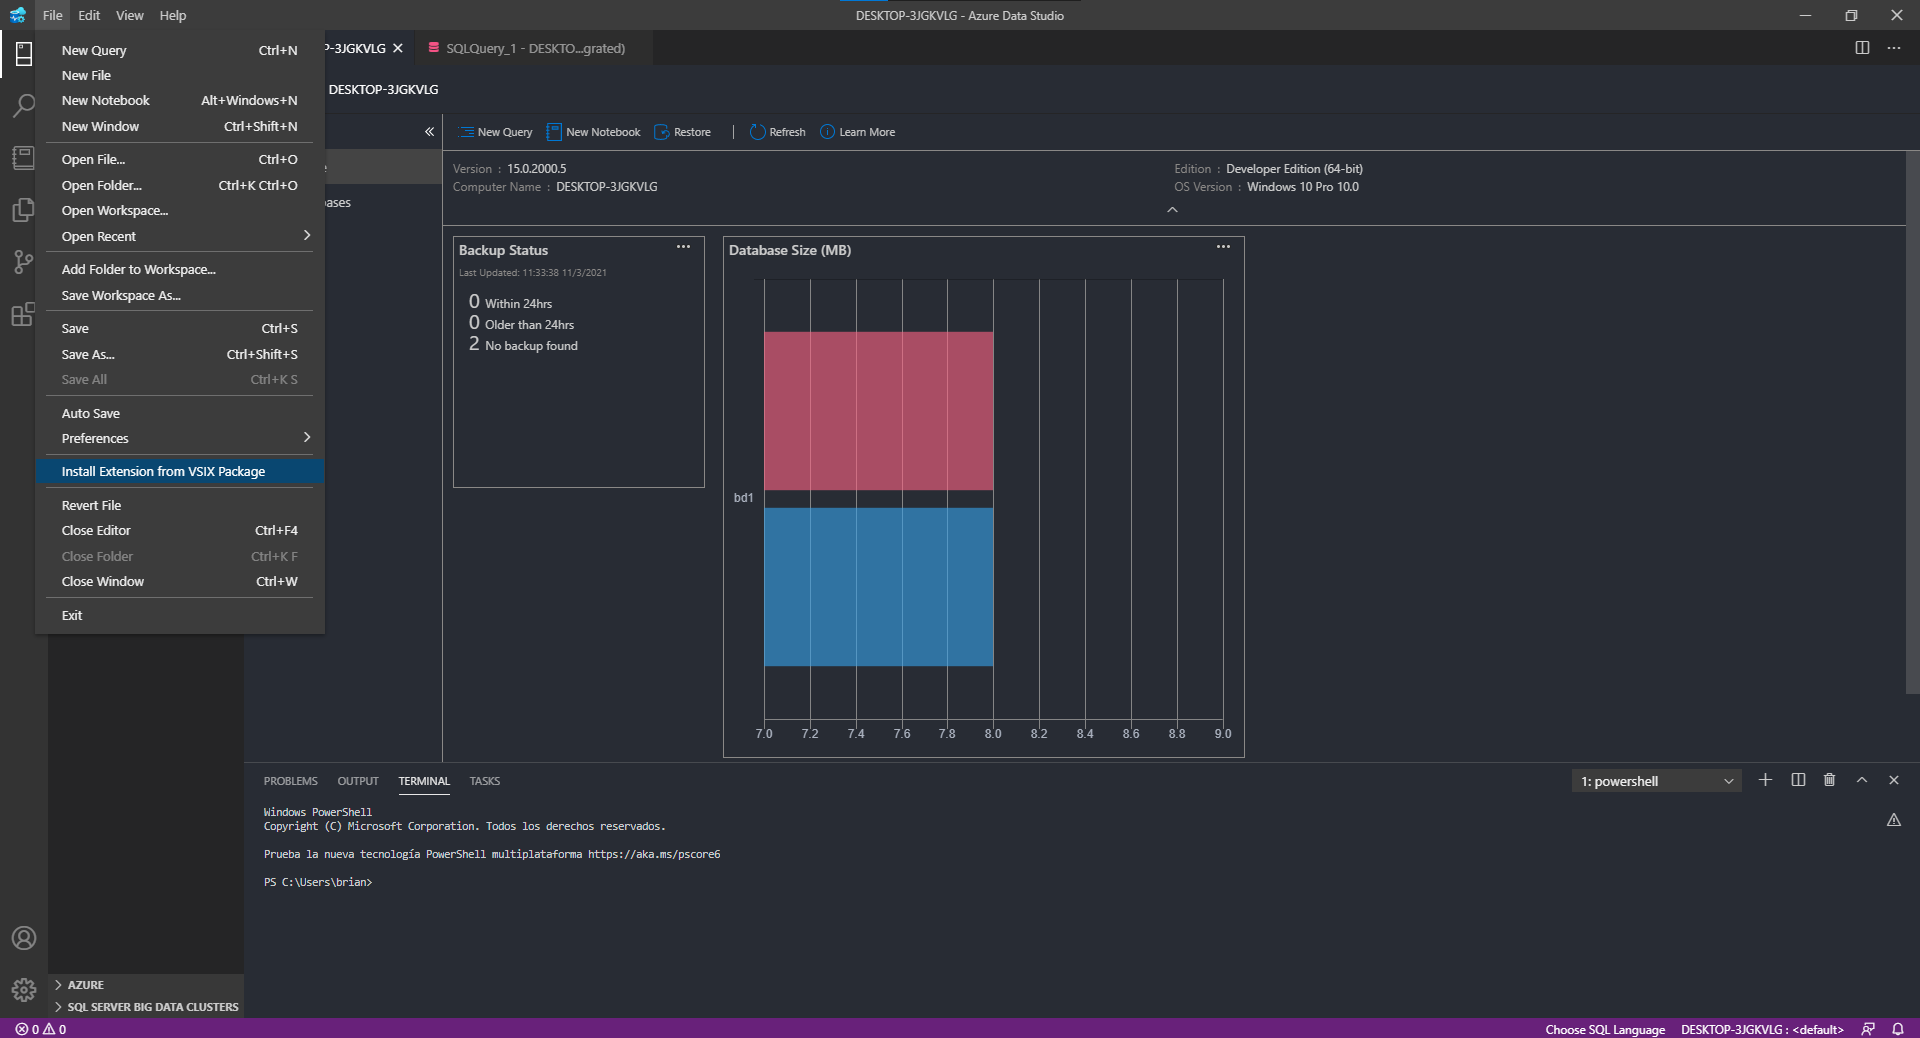 File Edit View Help
DESKTOP-3JGKVLG - Azure Data Studio
New Query Ctrl+N
New File
New Notebook Alt+Windows+N
New Window Ctrl+Shift+N
Open File... Ctrl+O
Open Folder... Ctrl+K Ctrl+O
Open Workspace...
Open Recent
Add Folder to Workspace...
Save Workspace As...
Save Ctrl+S
Save As... Ctrl+Shift+S
Save All Ctrl+K S
Auto Save
Preferences
Install Extension from VSIX Package
Revert File
Close Editor Ctrl+F4
Close Folder Ctrl+K F
Close Window Ctrl+W
Exit
P-3JGKVLG
SQLQuery_1 - DESKTO...grated)
DESKTOP-3JGKVLG
New Query New Notebook Restore Refresh Learn More
e
bases
Version : 15.0.2000.5
Computer Name : DESKTOP-3JGKVLG
Edition : Developer Edition (64-bit)
OS Version : Windows 10 Pro 10.0
Backup Status
Last Updated: 11:33:38 11/3/2021
0 Within 24hrs
0 Older than 24hrs
2 No backup found
Database Size (MB)
bd1
7.0 7.2 7.4 7.6 7.8 8.0 8.2 8.4 8.6 8.8 9.0
PROBLEMS OUTPUT TERMINAL TASKS
1: powershell
Windows PowerShell
Copyright (C) Microsoft Corporation. Todos los derechos reservados.
Prueba la nueva tecnología PowerShell multiplataforma https://aka.ms/pscore6
PS C:\Users\brian>
AZURE
SQL SERVER BIG DATA CLUSTERS
0 0
Choose SQL Language DESKTOP-3JGKVLG : <default>